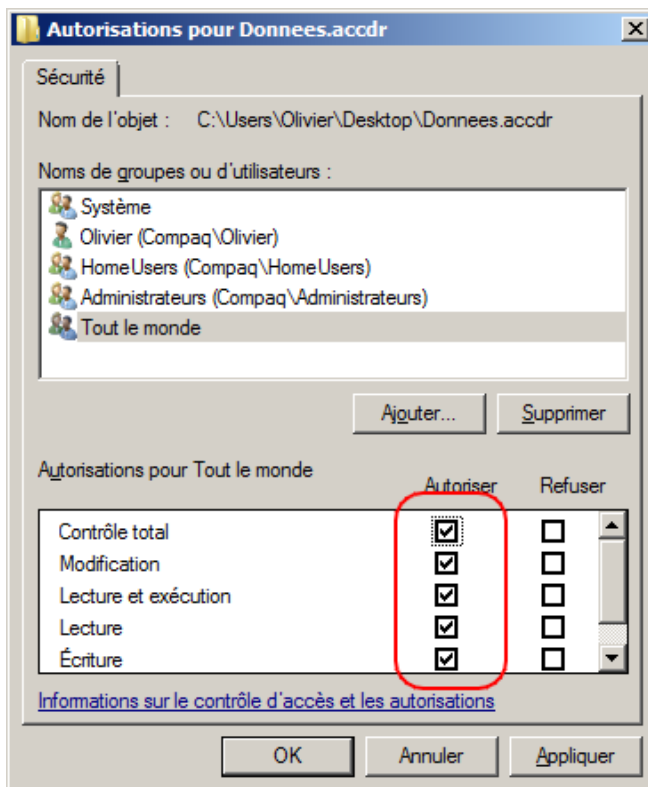 Autorisations pour Donnees.accdr
Sécurité
Nom de l'objet : C:\Users\Olivier\Desktop\Donnees.accdr
Noms de groupes ou d'utilisateurs :
Système
Olivier (Compaq\Olivier)
HomeUsers (Compaq\HomeUsers)
Administrateurs (Compaq\Administrateurs)
Tout le monde
Ajouter... Supprimer
Autorisations pour Tout le monde Autoriser Refuser
Contrôle total
Modification
Lecture et exécution
Lecture
Écriture
Informations sur le contrôle d'accès et les autorisations
OK Annuler Appliquer